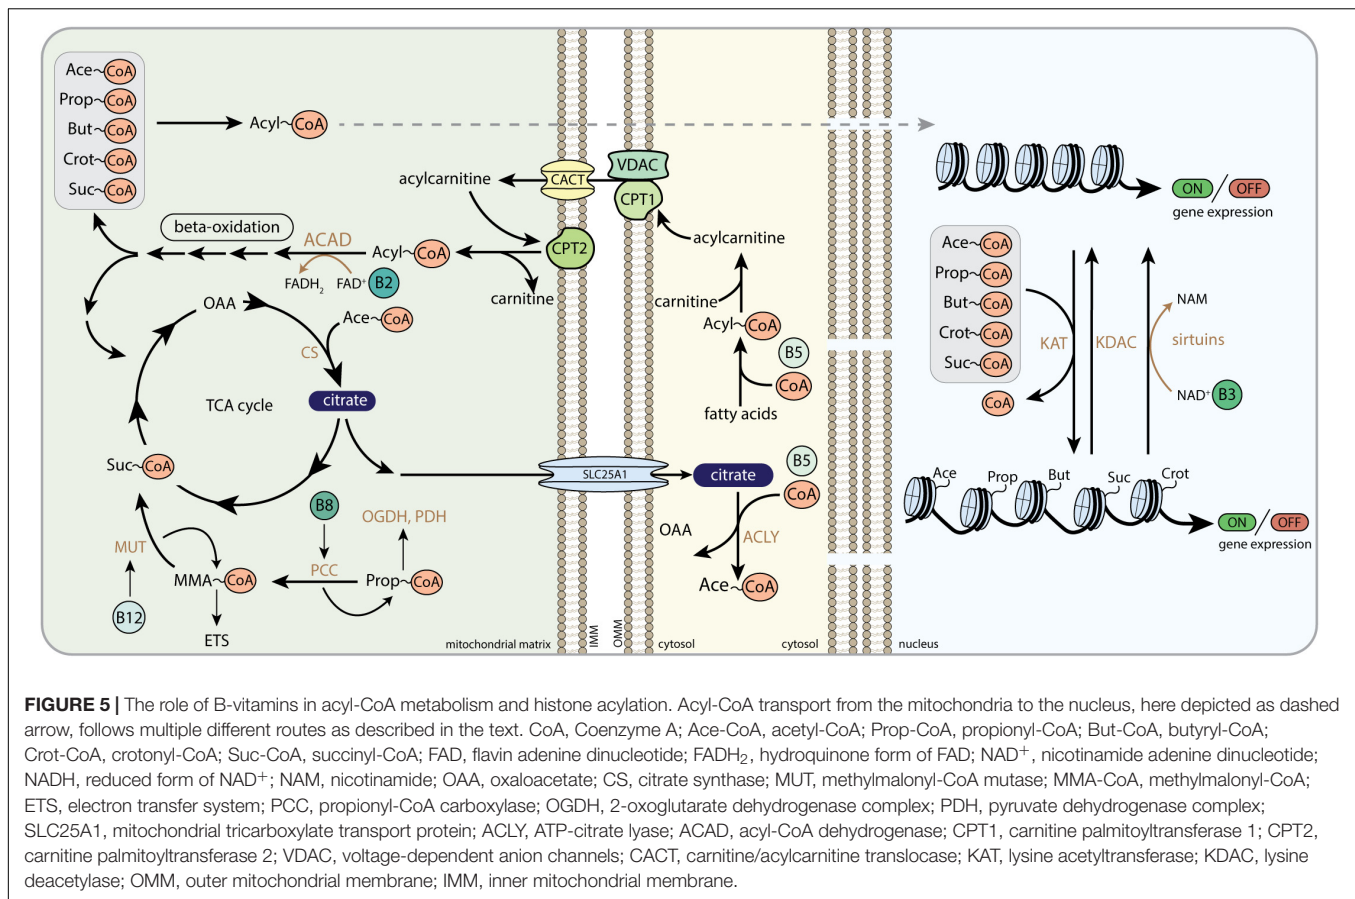 Ace~CoA
Prop~CoA
But~CoA
Crot~CoA
Suc~CoA
Acyl~CoA
acylcarnitine
CACT
VDAC
CPT1
CPT2
acylcarnitine
beta-oxidation
ACAD
Acyl~CoA
FADH2
FAD+
B2
carnitine
carnitine
Acyl~CoA
B5
CoA
fatty acids
OAA
Ace~CoA
CS
citrate
TCA cycle
Suc~CoA
SLC25A1
citrate
B5
CoA
OAA
ACLY
Ace~CoA
B8
OGDH, PDH
MUT
PCC
MMA~CoA
Prop~CoA
B12
ETS
mitochondrial matrix
IMM
OMM
cytosol
cytosol
nucleus
ON / OFF
gene expression
Ace~CoA
Prop~CoA
But~CoA
Crot~CoA
Suc~CoA
CoA
KAT
KDAC
NAM
sirtuins
NAD+
B3
Ace
Prop
But
Suc
Crot
ON / OFF
gene expression
FIGURE 5 | The role of B-vitamins in acyl-CoA metabolism and histone acylation. Acyl-CoA transport from the mitochondria to the nucleus, here depicted as dashed
arrow, follows multiple different routes as described in the text. CoA, Coenzyme A; Ace-CoA, acetyl-CoA; Prop-CoA, propionyl-CoA; But-CoA, butyryl-CoA;
Crot-CoA, crotonyl-CoA; Suc-CoA, succinyl-CoA; FAD, flavin adenine dinucleotide; FADH2, hydroquinone form of FAD; NAD+, nicotinamide adenine dinucleotide;
NADH, reduced form of NAD+; NAM, nicotinamide; OAA, oxaloacetate; CS, citrate synthase; MUT, methylmalonyl-CoA mutase; MMA-CoA, methylmalonyl-CoA;
ETS, electron transfer system; PCC, propionyl-CoA carboxylase; OGDH, 2-oxoglutarate dehydrogenase complex; PDH, pyruvate dehydrogenase complex;
SLC25A1, mitochondrial tricarboxylate transport protein; ACLY, ATP-citrate lyase; ACAD, acyl-CoA dehydrogenase; CPT1, carnitine palmitoyltransferase 1; CPT2,
carnitine palmitoyltransferase 2; VDAC, voltage-dependent anion channels; CACT, carnitine/acylcarnitine translocase; KAT, lysine acetyltransferase; KDAC, lysine
deacetylase; OMM, outer mitochondrial membrane; IMM, inner mitochondrial membrane.